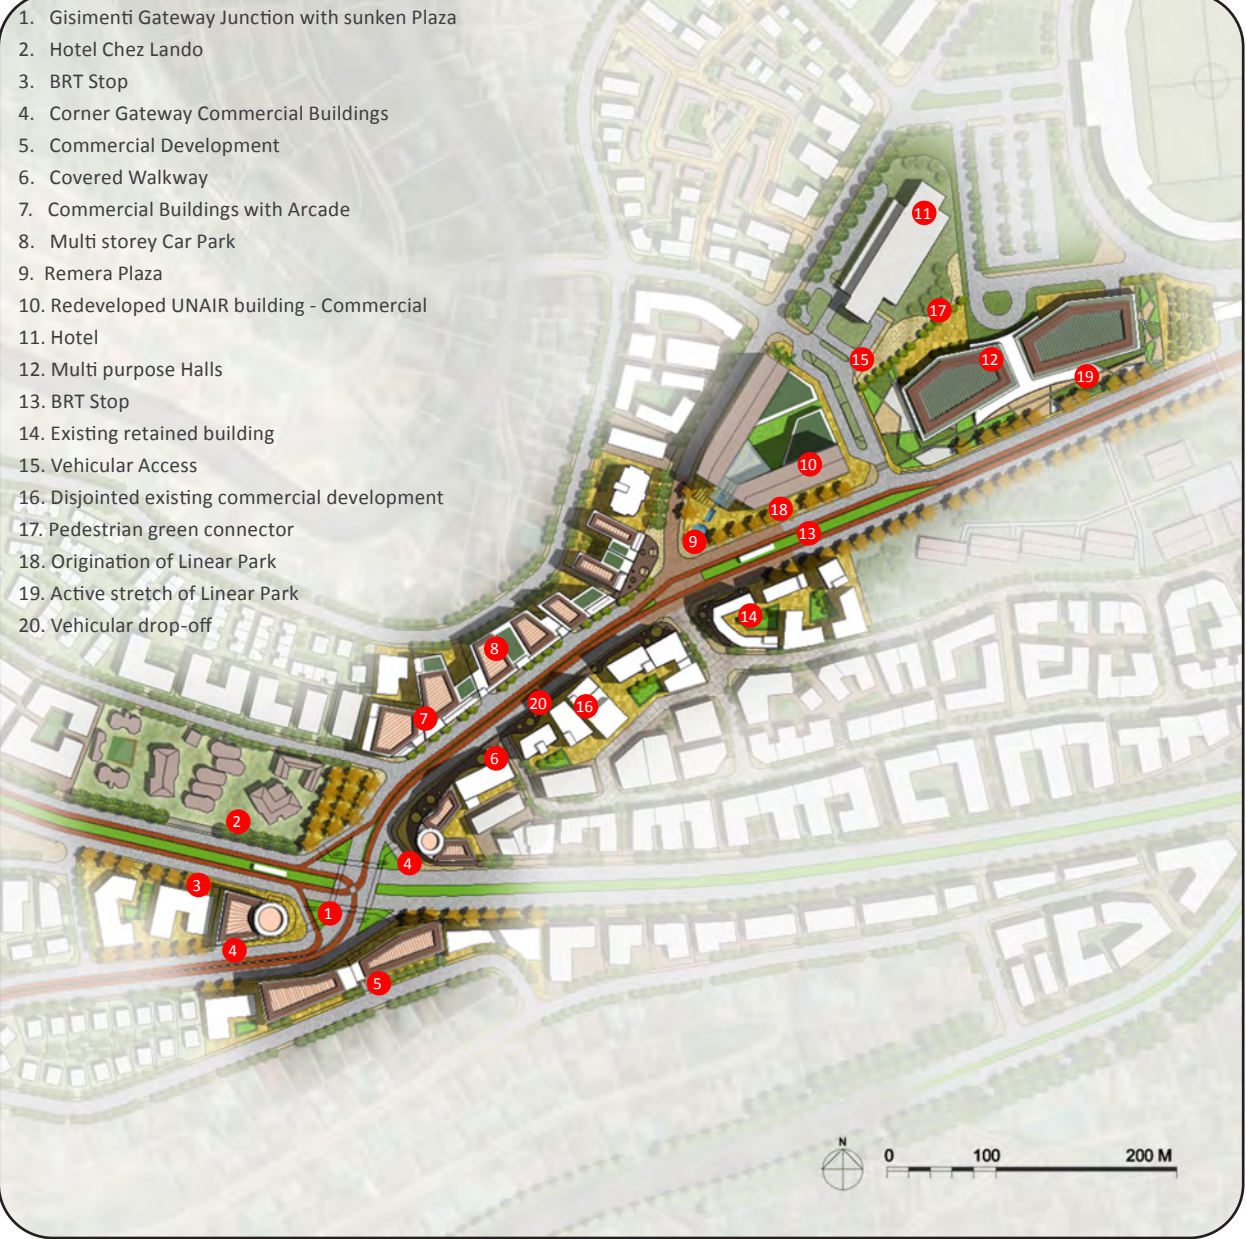 1. Gisimenti Gateway Junction with sunken Plaza
2. Hotel Chez Lando
3. BRT Stop
4. Corner Gateway Commercial Buildings
5. Commercial Development
6. Covered Walkway
7. Commercial Buildings with Arcade
8. Multi storey Car Park
9. Remera Plaza
10. Redeveloped UNAIR building - Commercial
11. Hotel
12. Multi purpose Halls
13. BRT Stop
14. Existing retained building
15. Vehicular Access
16. Disjointed existing commercial development
17. Pedestrian green connector
18. Origination of Linear Park
19. Active stretch of Linear Park
20. Vehicular drop-off
11
17
15
12
19
10
18
9
13
14
8
20
16
7
6
2
4
3
1
4
5
N
0 100 200 M